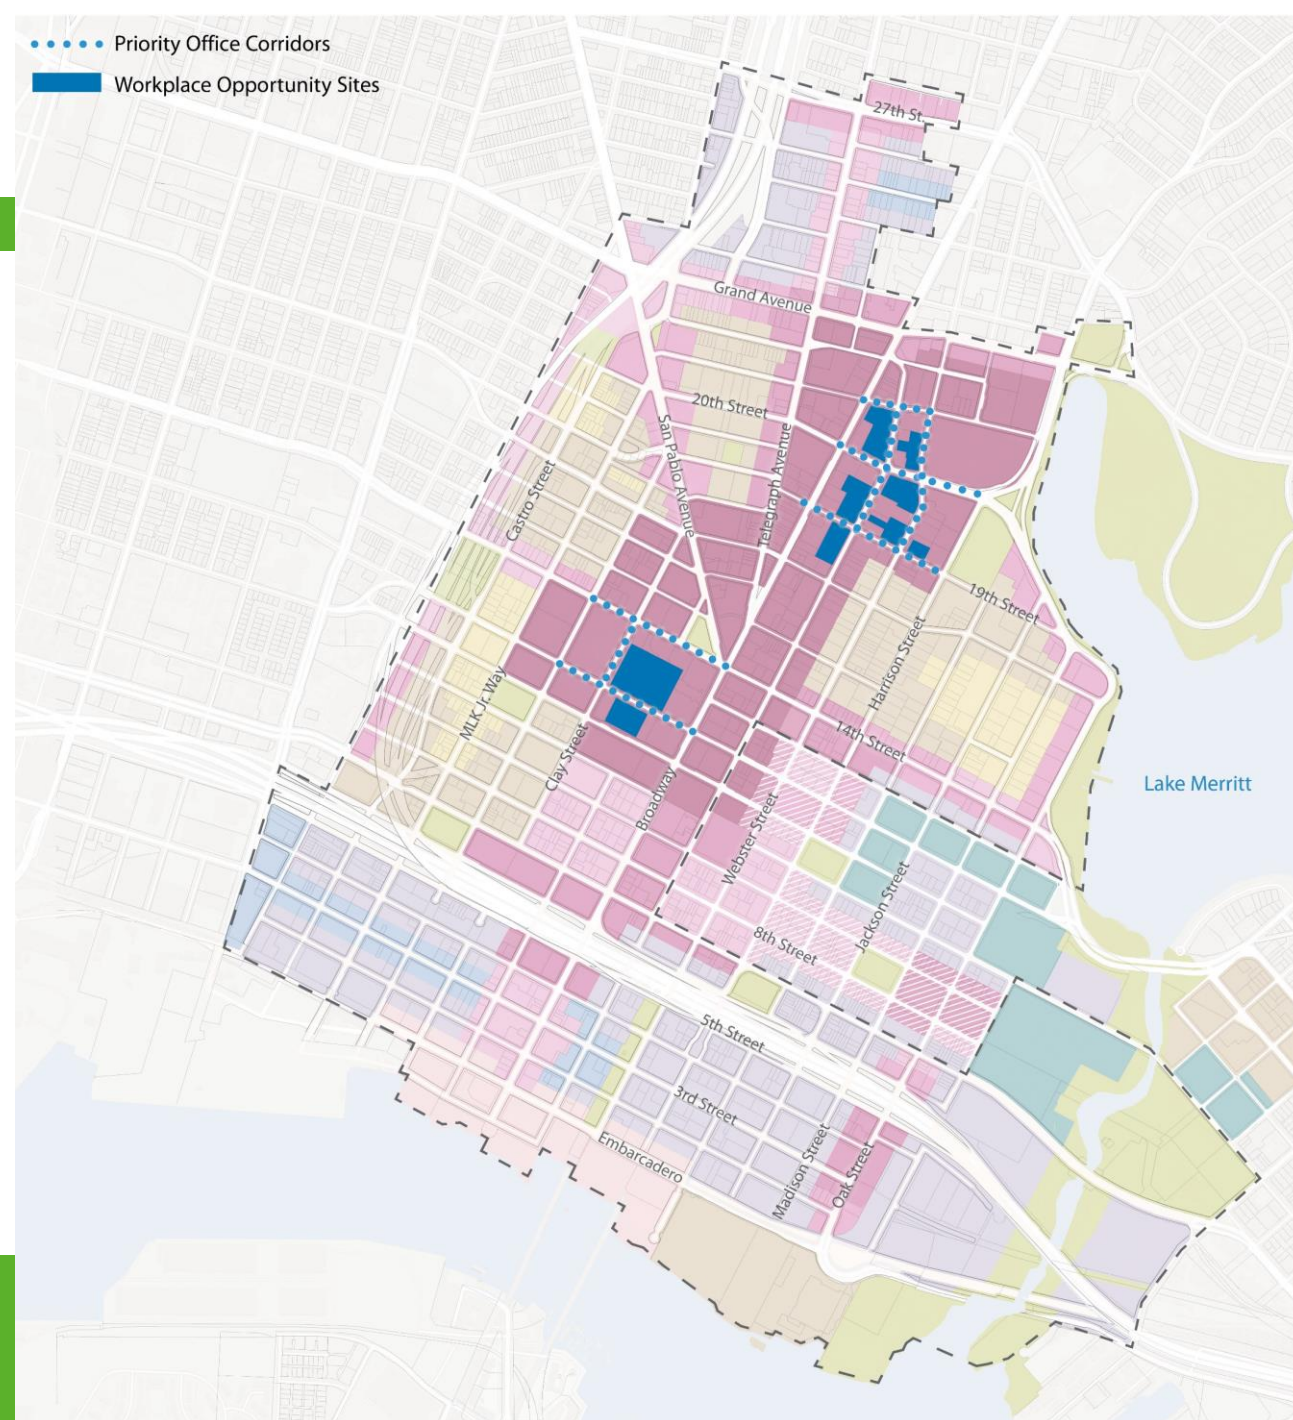 Priority Office Corridors
Workplace Opportunity Sites
27th St.
Grand Avenue
20th Street
San Pablo Avenue
Telegraph Avenue
Castro Street
19th Street
Harrison Street
MLK Jr. Way
14th Street
Clay Street
Broadway
Lake Merritt
Webster Street
Jackson Street
8th Street
5th Street
3rd Street
Embarcadero
Madison Street
Oak Street